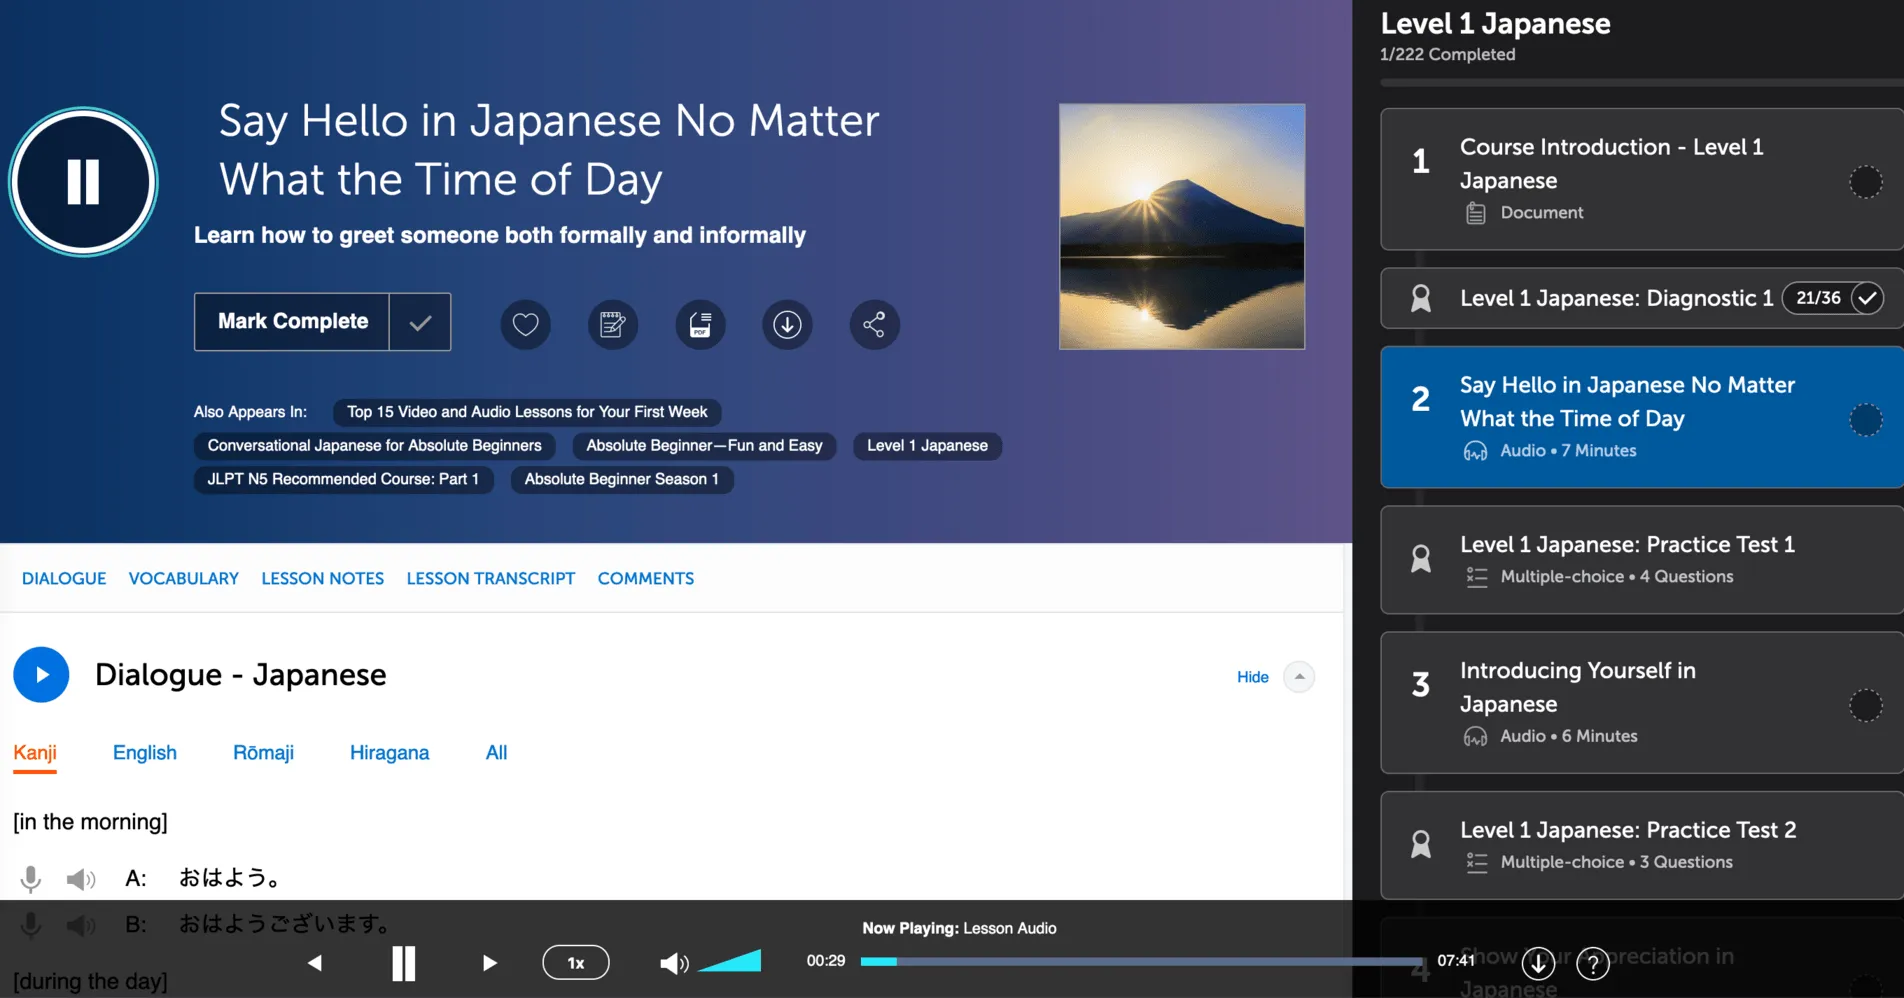 Say Hello in Japanese No Matter
What the Time of Day
Learn how to greet someone both formally and informally
Mark Complete
PDF
Also Appears In:
Top 15 Video and Audio Lessons for Your First Week
Conversational Japanese for Absolute Beginners
Absolute Beginner—Fun and Easy
Level 1 Japanese
JLPT N5 Recommended Course: Part 1
Absolute Beginner Season 1
DIALOGUE VOCABULARY LESSON NOTES LESSON TRANSCRIPT COMMENTS
Dialogue - Japanese
Hide
Kanji English Rōmaji Hiragana All
[in the morning]
A: おはよう。
B: おはようございます。
[during the day]
Now Playing: Lesson Audio
1x
00:29
07:41
?
Level 1 Japanese
1/222 Completed
1
Course Introduction - Level 1
Japanese
Document
Level 1 Japanese: Diagnostic 1 21/36
2
Say Hello in Japanese No Matter
What the Time of Day
Audio • 7 Minutes
Level 1 Japanese: Practice Test 1
Multiple-choice • 4 Questions
3
Introducing Yourself in
Japanese
Audio • 6 Minutes
Level 1 Japanese: Practice Test 2
Multiple-choice • 3 Questions
4
Show Your Appreciation in
Japanese